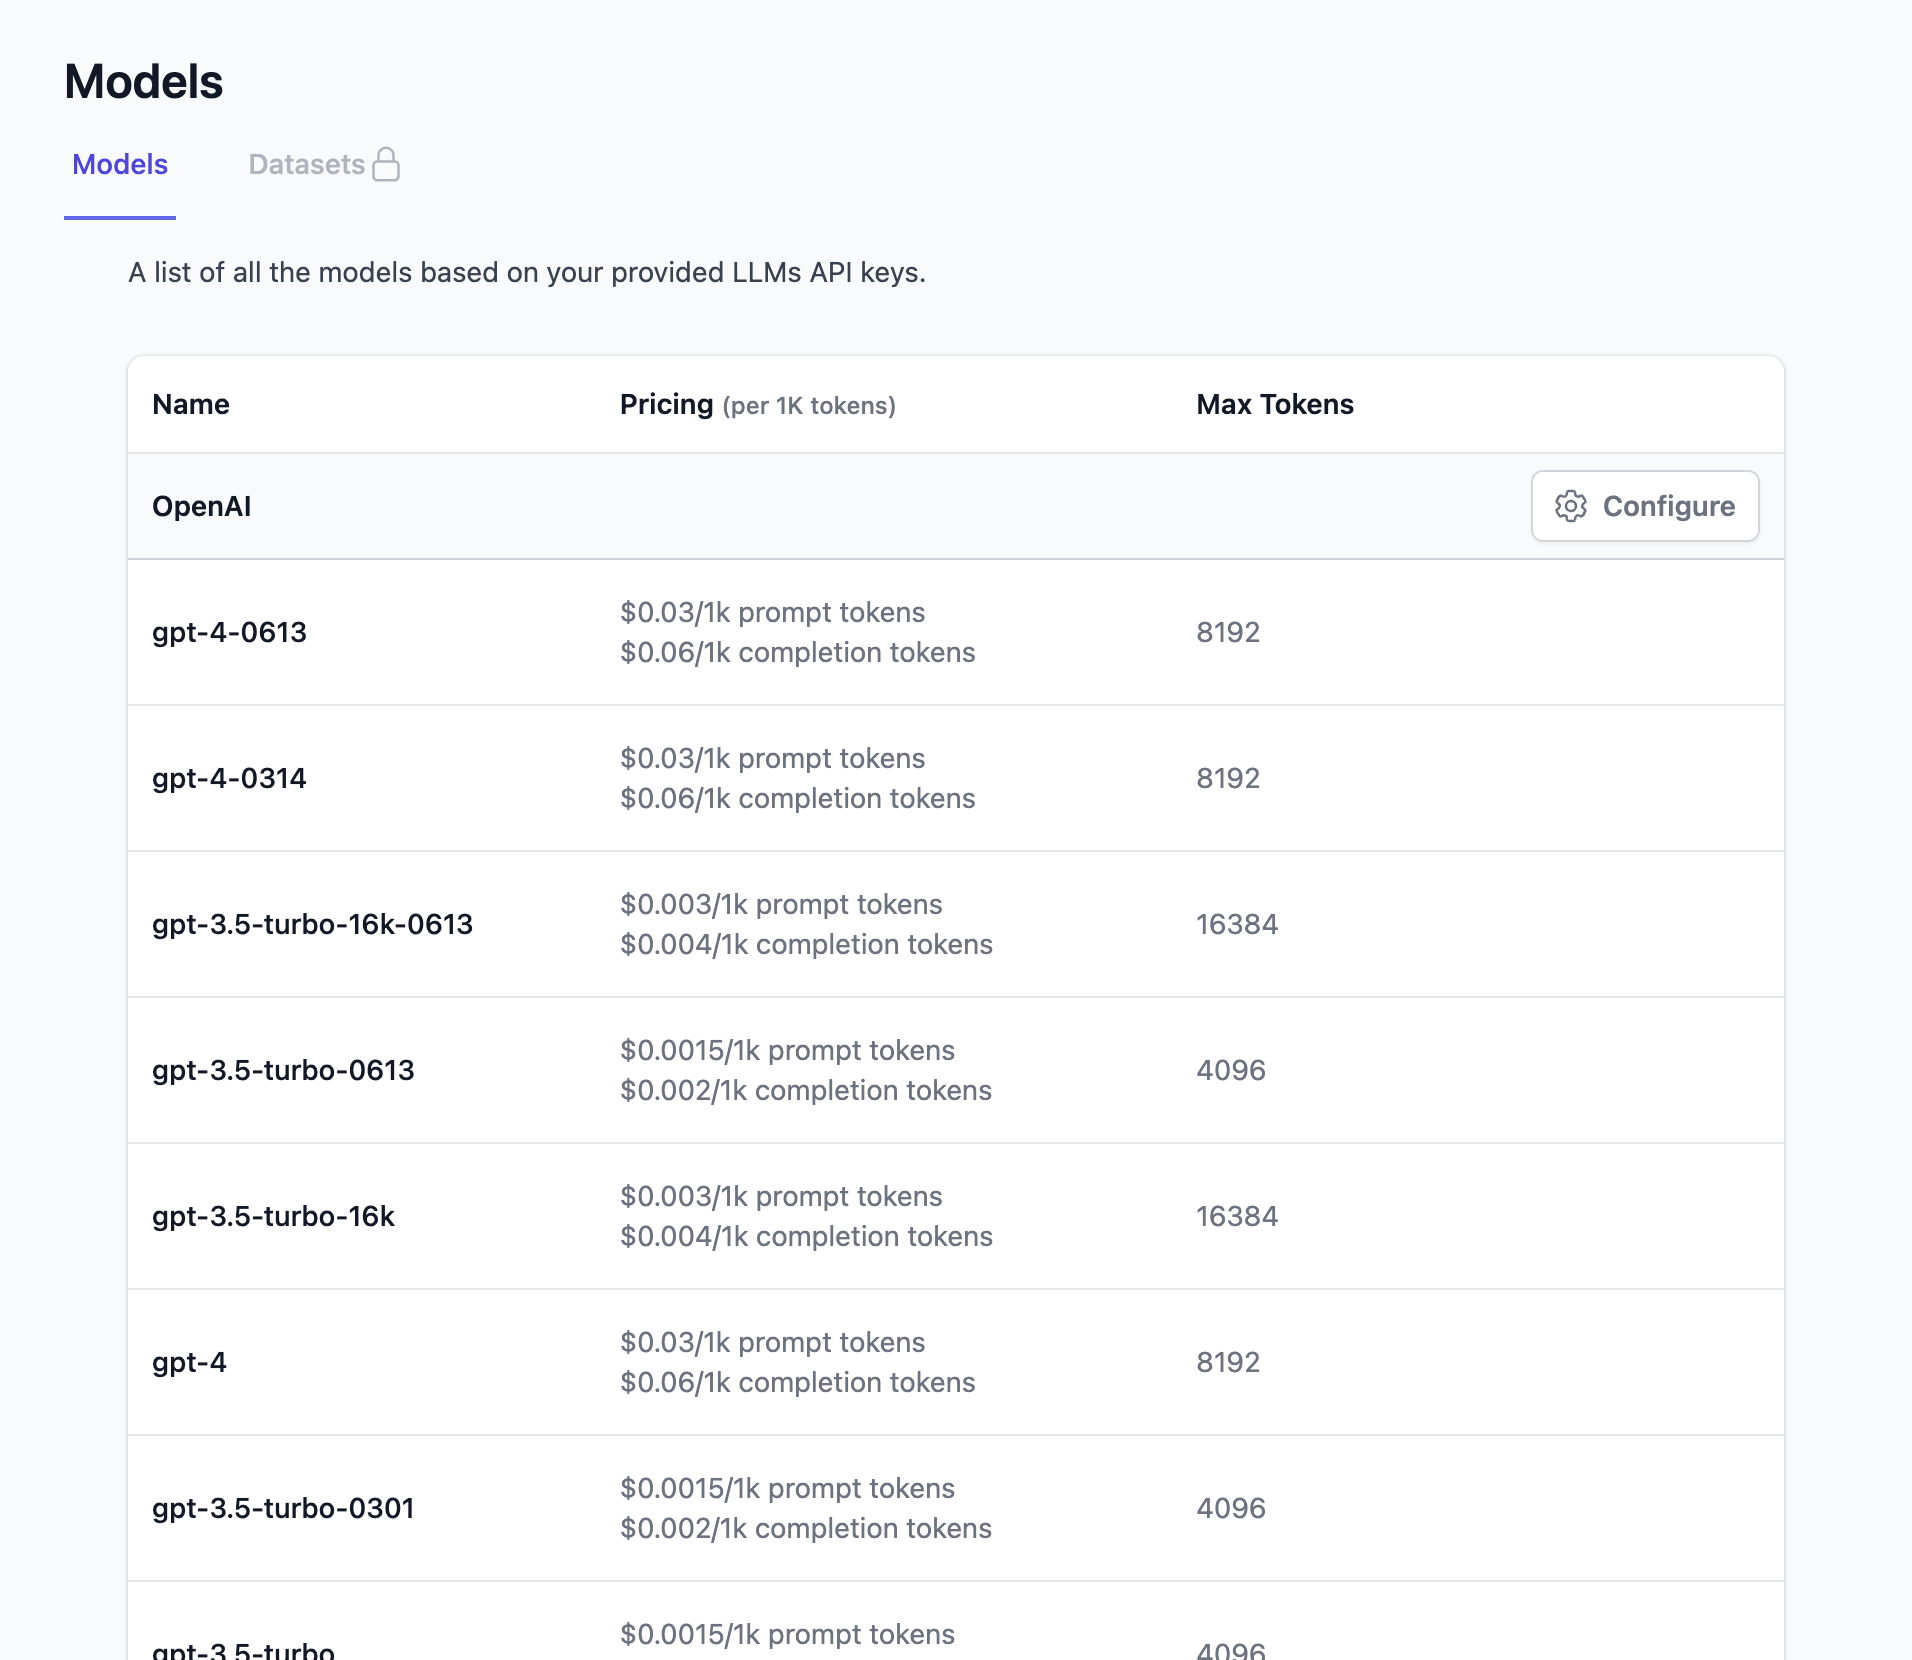 Models
Models Datasets
A list of all the models based on your provided LLMs API keys.
Name Pricing (per 1K tokens) Max Tokens
OpenAI Configure
gpt-4-0613 $0.03/1k prompt tokens
$0.06/1k completion tokens 8192
gpt-4-0314 $0.03/1k prompt tokens
$0.06/1k completion tokens 8192
gpt-3.5-turbo-16k-0613 $0.003/1k prompt tokens
$0.004/1k completion tokens 16384
gpt-3.5-turbo-0613 $0.0015/1k prompt tokens
$0.002/1k completion tokens 4096
gpt-3.5-turbo-16k $0.003/1k prompt tokens
$0.004/1k completion tokens 16384
gpt-4 $0.03/1k prompt tokens
$0.06/1k completion tokens 8192
gpt-3.5-turbo-0301 $0.0015/1k prompt tokens
$0.002/1k completion tokens 4096
gpt-3.5-turbo $0.0015/1k prompt tokens
4096